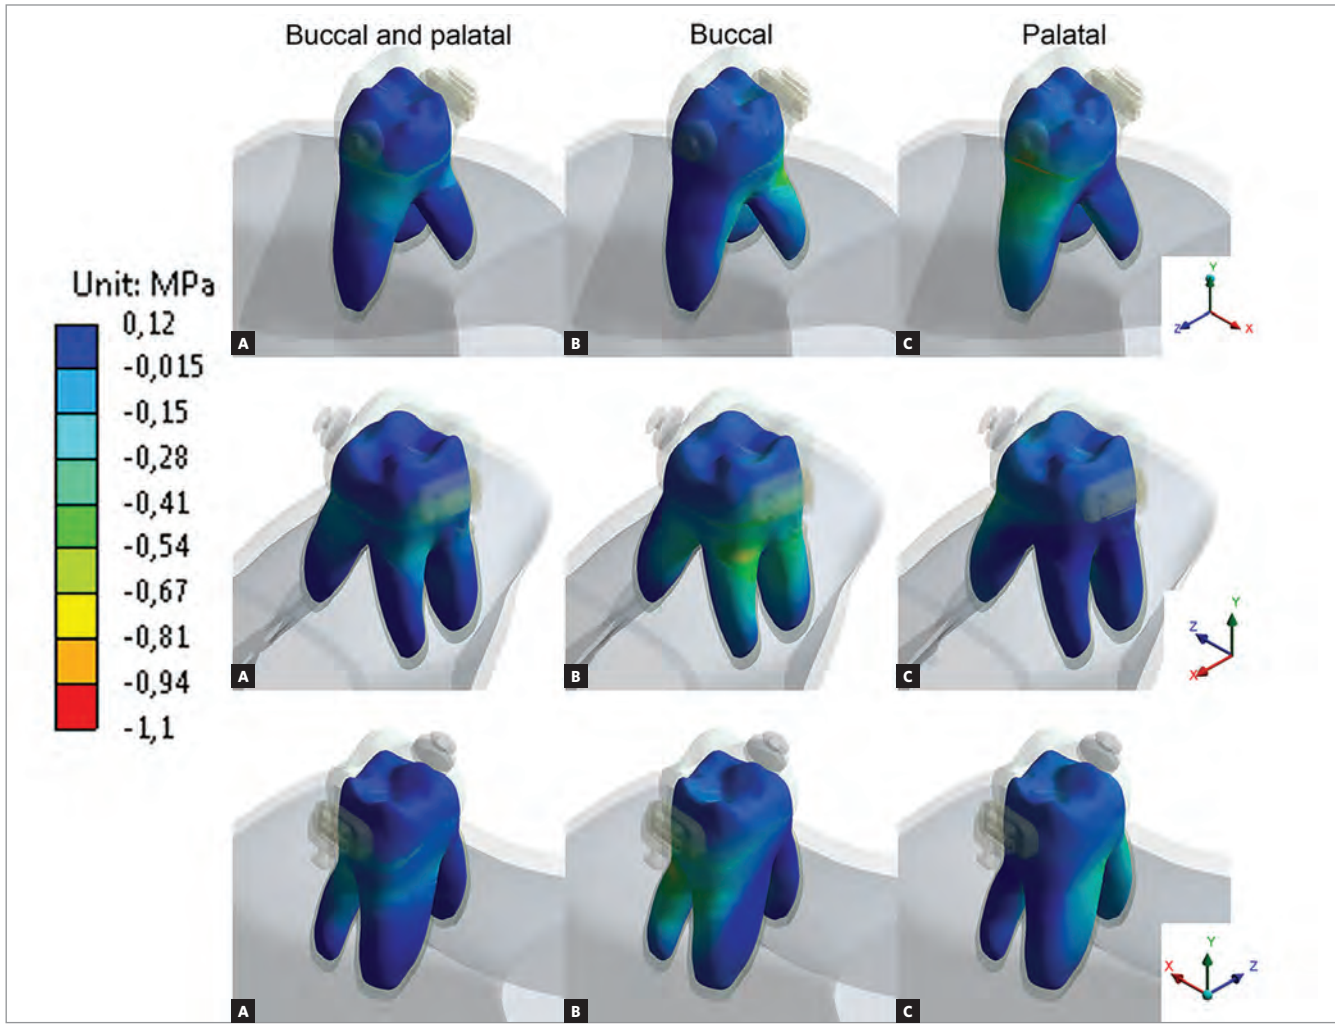 Buccal and palatal
Buccal
Palatal
Unit: MPa
0,12
-0,015
-0,15
-0,28
-0,41
-0,54
-0,67
-0,81
-0,94
-1,1
A
B
C
Y
Z
X
A
B
C
Y
Z
X
A
B
C
Y
X
Z